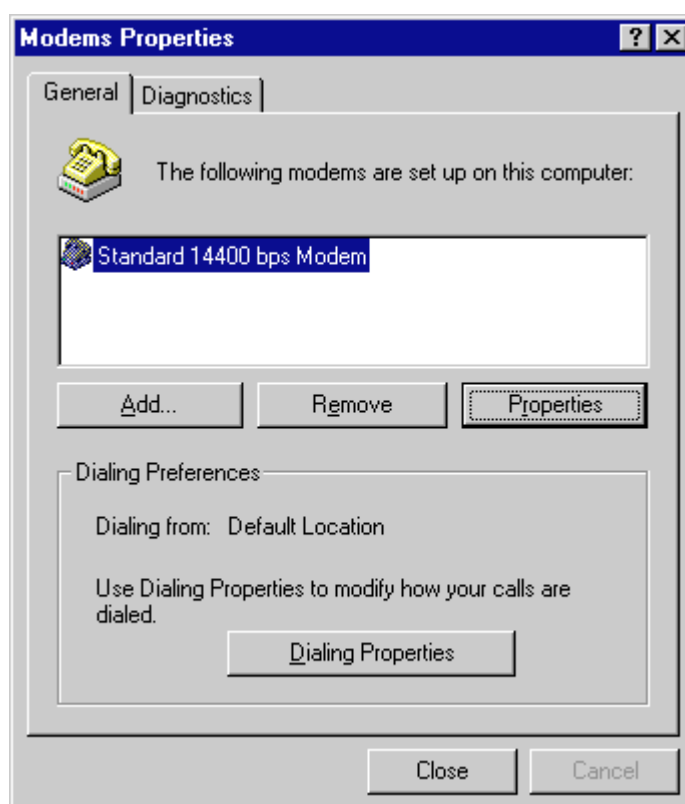 Modems Properties
General Diagnostics
The following modems are set up on this computer:
Standard 14400 bps Modem
Add... Remove Properties
Dialing Preferences
Dialing from: Default Location
Use Dialing Properties to modify how your calls are
dialed.
Dialing Properties
Close Cancel